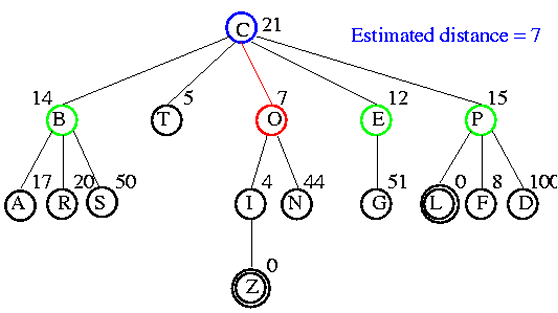 C 21
Estimated distance = 7
14 5 7 12 15
B T O E P
17 20 50 4 44 51 0 8 100
A R S I N G L F D
0
Z